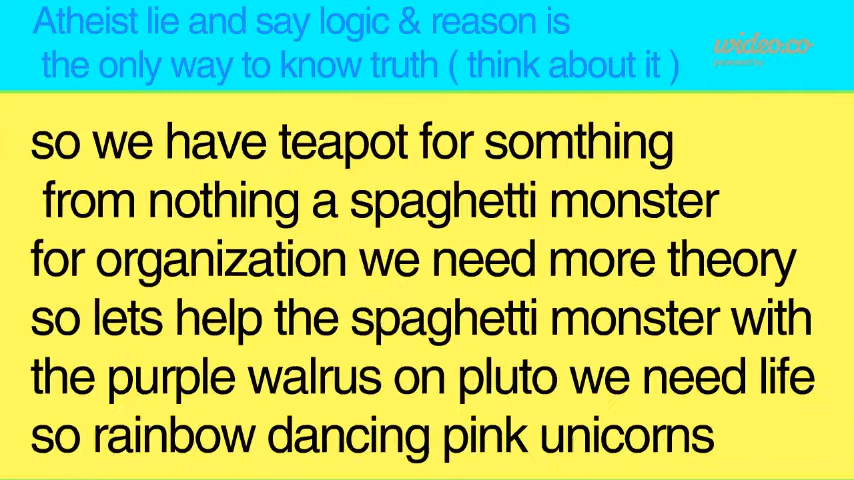 Atheist lie and say logic & reason is
the only way to know truth ( think about it )
wideo.co
powered by
so we have teapot for somthing
from nothing a spaghetti monster
for organization we need more theory
so lets help the spaghetti monster with
the purple walrus on pluto we need life
so rainbow dancing pink unicorns